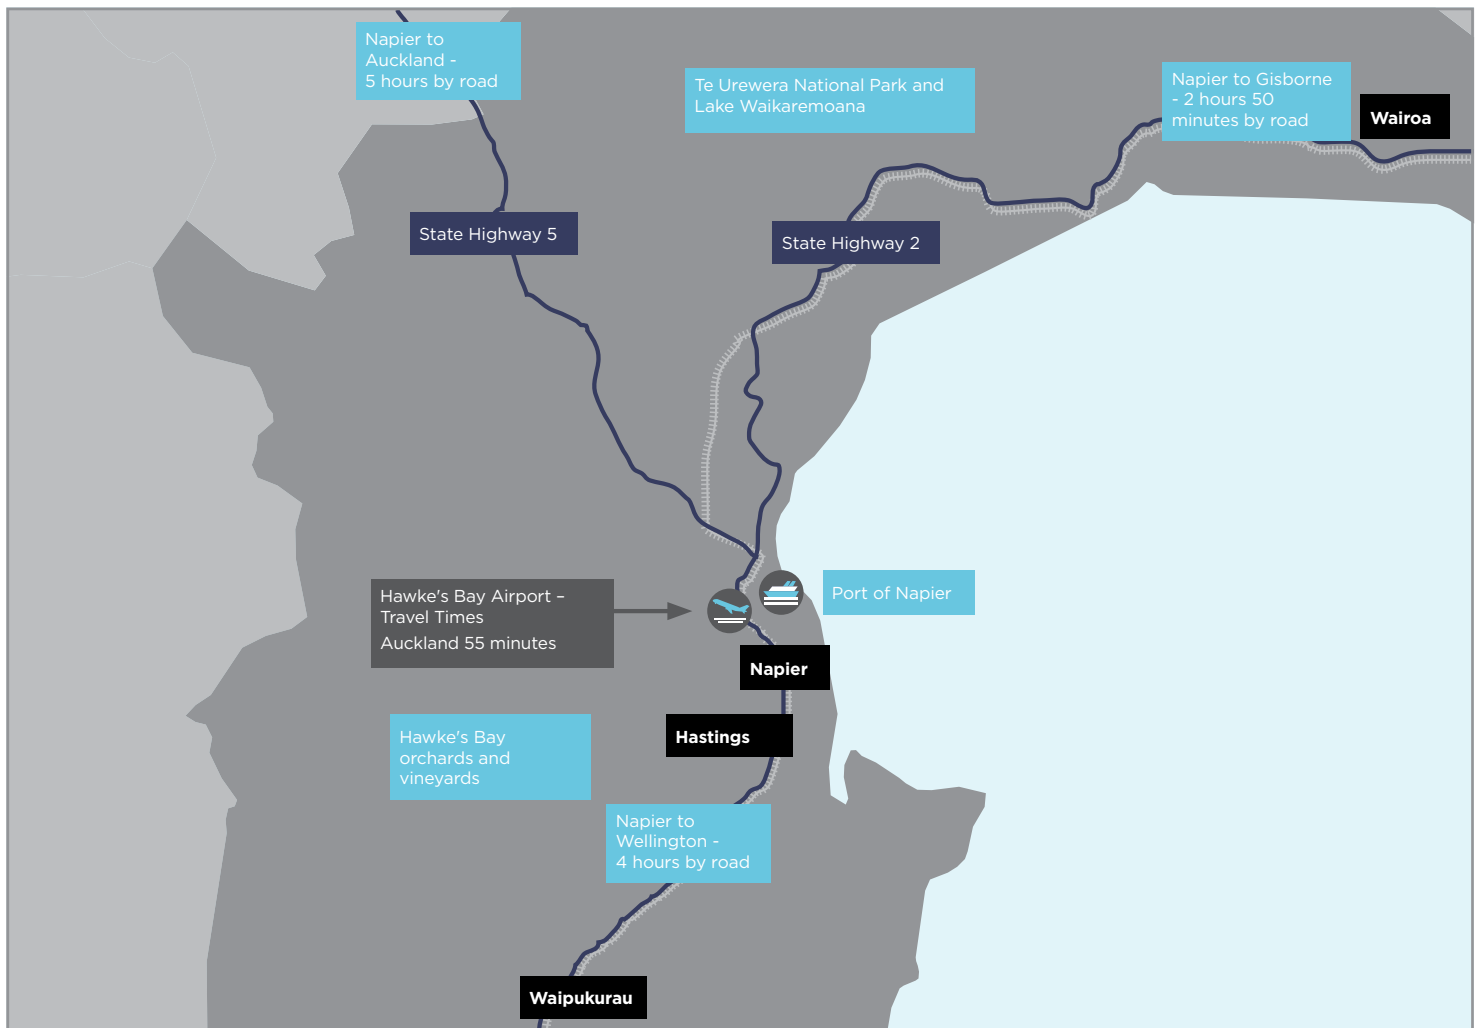 Napier to
Auckland -
5 hours by road
Te Urewera National Park and
Lake Waikaremoana
Napier to Gisborne
- 2 hours 50
minutes by road
Wairoa
State Highway 5
State Highway 2
Hawke's Bay Airport –
Travel Times
Auckland 55 minutes
Port of Napier
Napier
Hastings
Hawke's Bay
orchards and
vineyards
Napier to
Wellington -
4 hours by road
Waipukurau